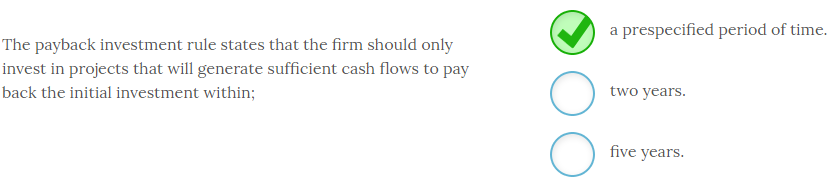 The payback investment rule states that the firm should only
invest in projects that will generate sufficient cash flows to pay
back the initial investment within;
a prespecified period of time.
two years.
five years.